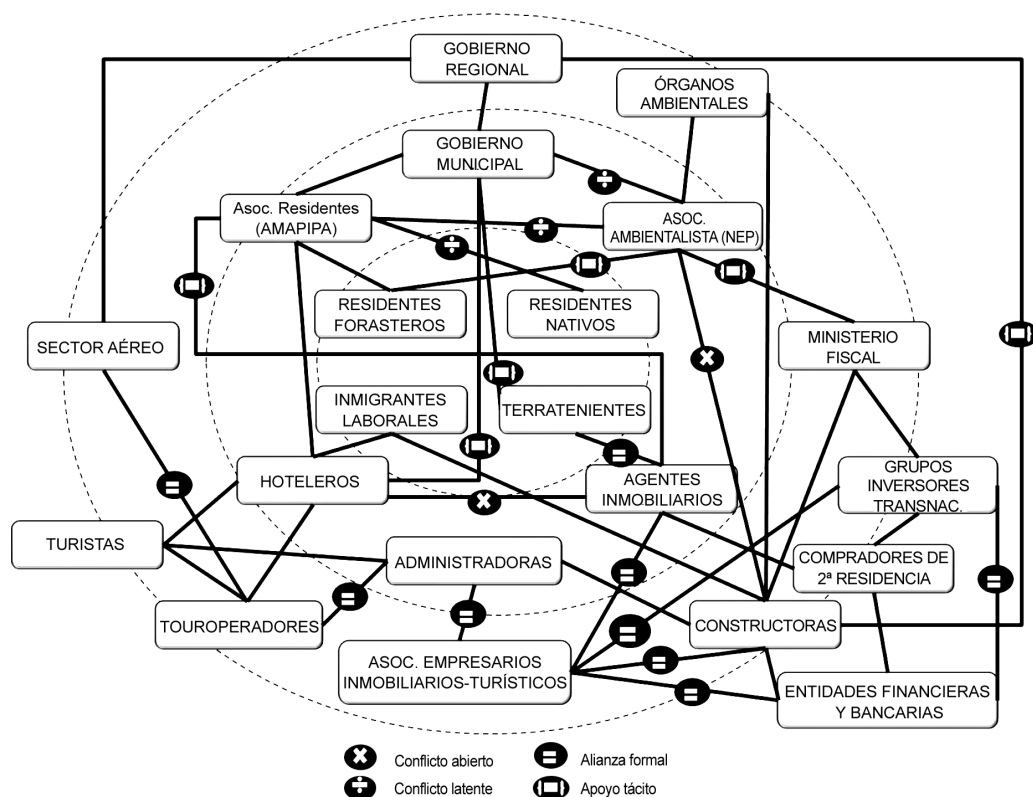 GOBIERNO
REGIONAL
ÓRGANOS
AMBIENTALES
GOBIERNO
MUNICIPAL
Asoc. Residentes
(AMAPIPA)
ASOC.
AMBIENTALISTA (NEP)
RESIDENTES
FORASTEROS
RESIDENTES
NATIVOS
SECTOR AÉREO
MINISTERIO
FISCAL
INMIGRANTES
LABORALES
TERRATENIENTES
HOTELEROS
AGENTES
INMOBILIARIOS
GRUPOS
INVERSORES
TRANSNAC.
TURISTAS
ADMINISTRADORAS
COMPRADORES DE
2ª RESIDENCIA
TOUROPERADORES
CONSTRUCTORAS
ASOC. EMPRESARIOS
INMOBILIARIOS-TURÍSTICOS
ENTIDADES FINANCIERAS
Y BANCARIAS
Conflicto abierto
Alianza formal
Conflicto latente
Apoyo tácito